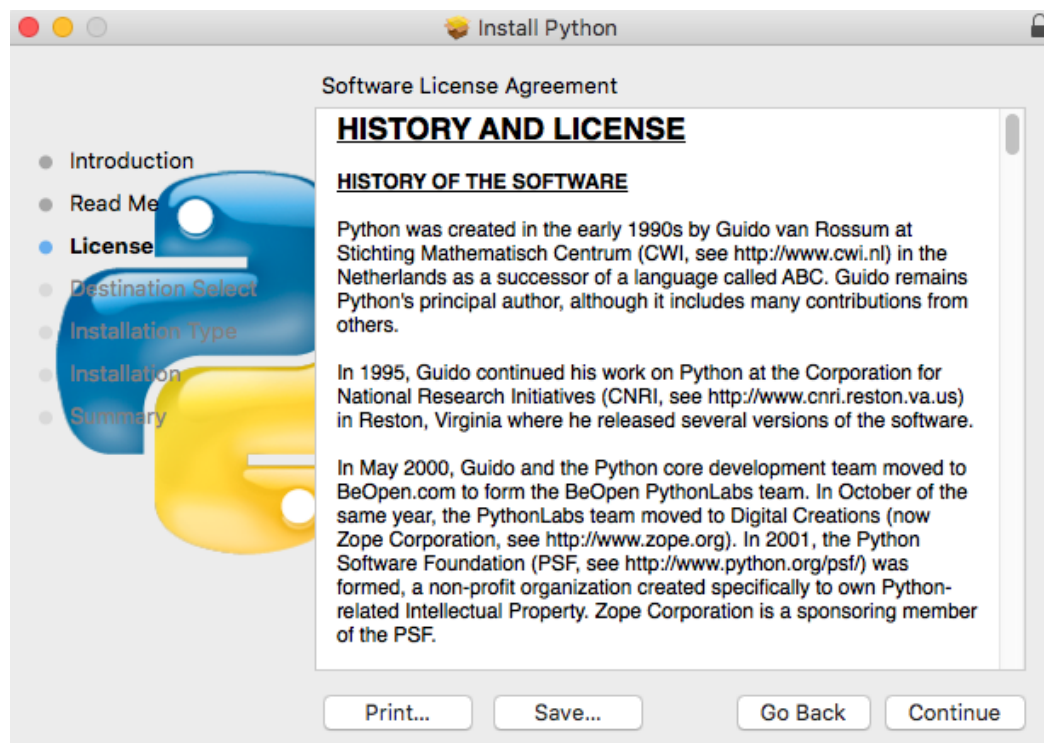 Install Python
Software License Agreement
Introduction
Read Me
License
Destination Select
Installation Type
Installation
Summary
HISTORY AND LICENSE
HISTORY OF THE SOFTWARE
Python was created in the early 1990s by Guido van Rossum at
Stichting Mathematisch Centrum (CWI, see http://www.cwi.nl) in the
Netherlands as a successor of a language called ABC. Guido remains
Python's principal author, although it includes many contributions from
others.
In 1995, Guido continued his work on Python at the Corporation for
National Research Initiatives (CNRI, see http://www.cnri.reston.va.us)
in Reston, Virginia where he released several versions of the software.
In May 2000, Guido and the Python core development team moved to
BeOpen.com to form the BeOpen PythonLabs team. In October of the
same year, the PythonLabs team moved to Digital Creations (now
Zope Corporation, see http://www.zope.org). In 2001, the Python
Software Foundation (PSF, see http://www.python.org/psf/) was
formed, a non-profit organization created specifically to own Python-
related Intellectual Property. Zope Corporation is a sponsoring member
of the PSF.
Print...
Save...
Go Back
Continue